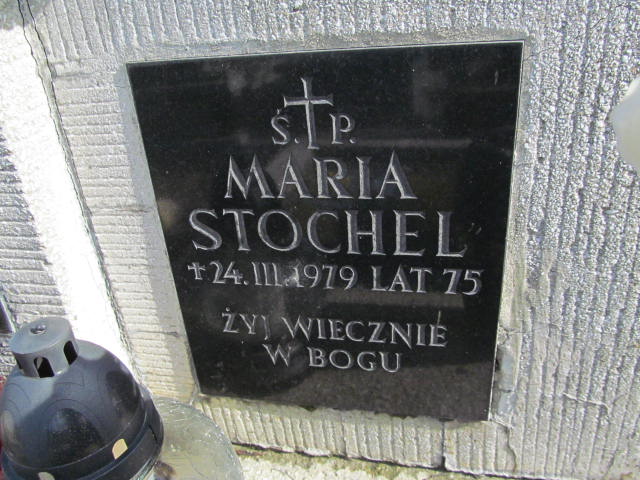 Ś.P.
MARIA
STOCHEL
+24.III.1979 LAT 75
ŻYJ WIECZNIE
W BOGU